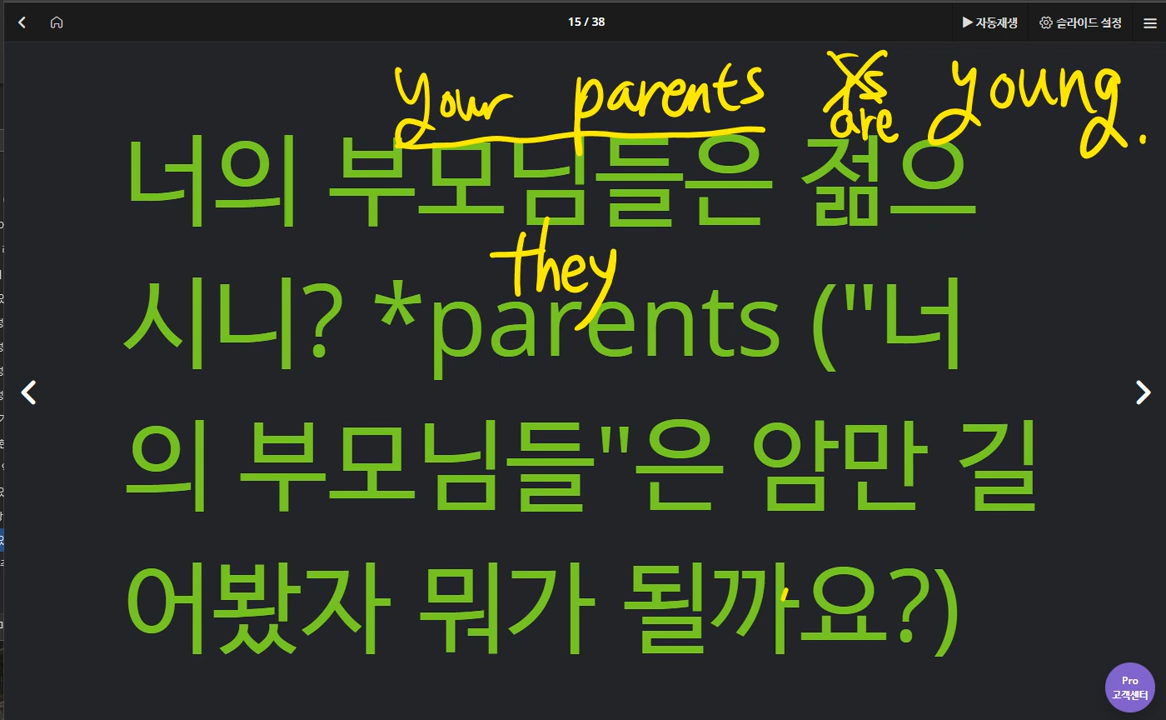 15 / 38
▶ 자동재생
슬라이드 설정
Your parents are young.
너의 부모님들은 젊으
they
시니? *parents ("너
의 부모님들"은 암만 길
어봤자 뭐가 될까요?)
Pro
고객센터